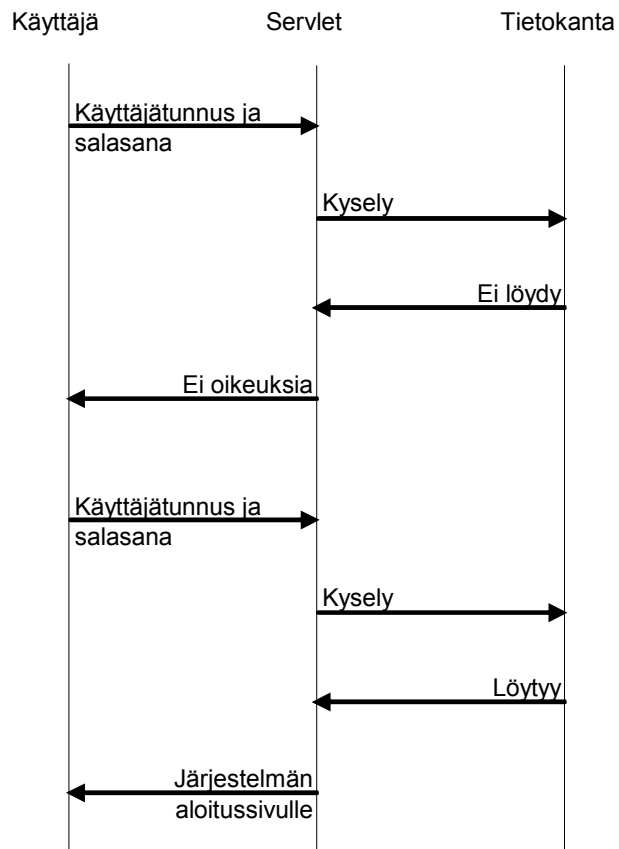 Käyttäjä Servlet Tietokanta
Käyttäjätunnus ja
salasana
Kysely
Ei löydy
Ei oikeuksia
Käyttäjätunnus ja
salasana
Kysely
Löytyy
Järjestelmän
aloitussivulle